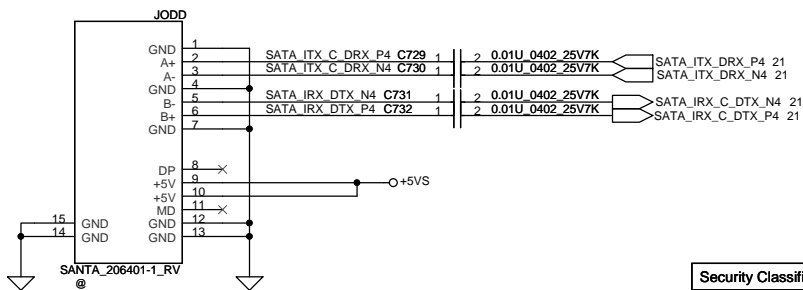 JODD
GND 1
A+ 2 SATA_ITX_C_DRX_P4 C729 1 2 0.01U_0402_25V7K SATA_ITX_DRX_P4 21
A- 3 SATA_ITX_C_DRX_N4 C730 1 2 0.01U_0402_25V7K SATA_ITX_DRX_N4 21
GND 4
B- 5 SATA_IRX_DTX_N4 C731 1 2 0.01U_0402_25V7K SATA_IRX_C_DTX_N4 21
B+ 6 SATA_IRX_DTX_P4 C732 1 2 0.01U_0402_25V7K SATA_IRX_C_DTX_P4 21
GND 7
DP 8
+5V 9 +5VS
+5V 10
MD 11
15 GND GND 12
14 GND GND 13
SANTA_206401-1_RV
@
Security Classifi